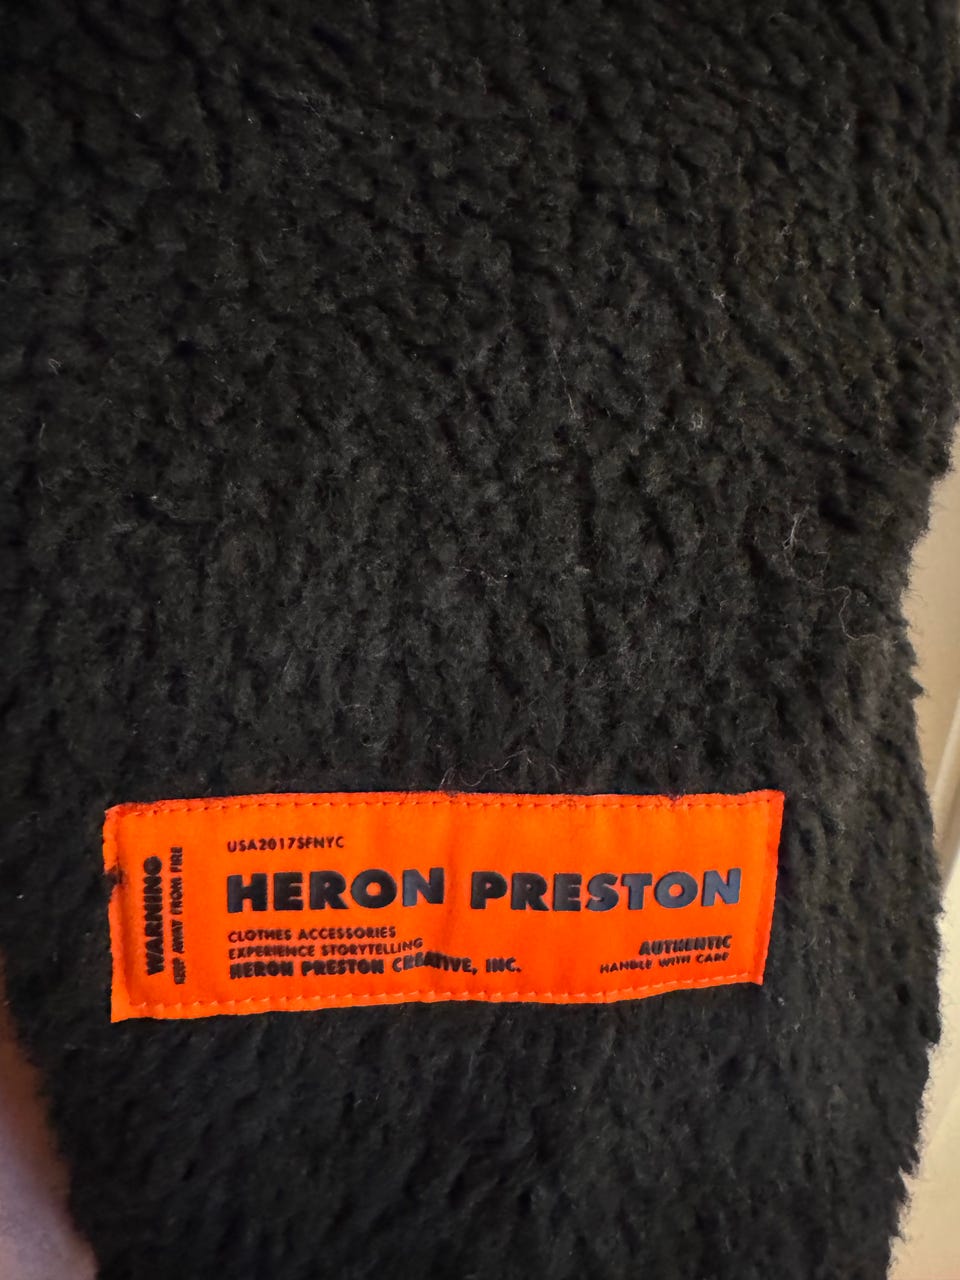 WARNING
KEEP AWAY FROM FIRE
USA2017SFNYC
HERON PRESTON
CLOTHES ACCESSORIES
EXPERIENCE STORYTELLING
HERON PRESTON CREATIVE, INC.
AUTHENTIC
HANDLE WITH CARE